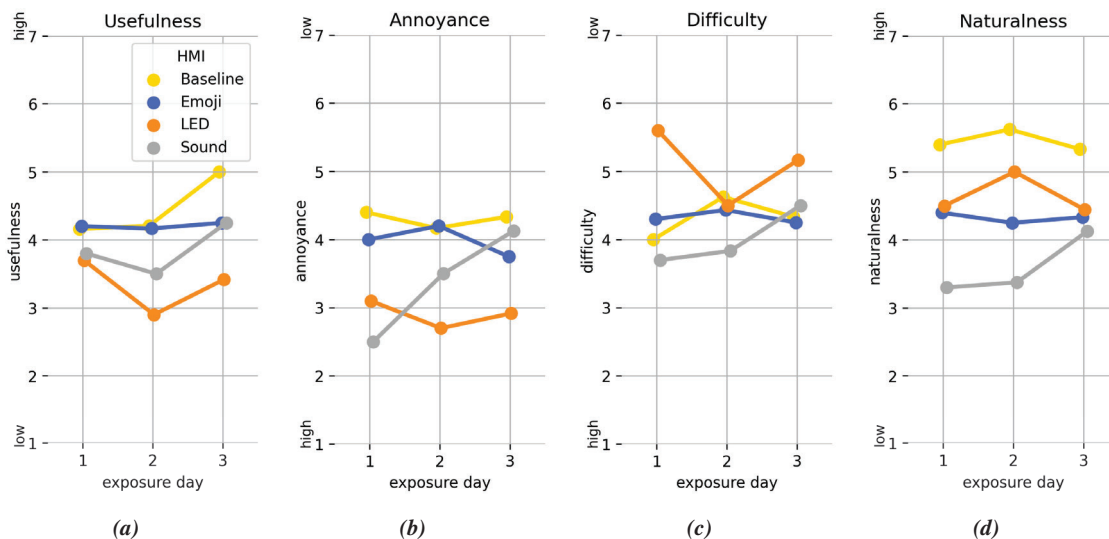 Usefulness
high
7
6
5
4
3
2
1
low
usefulness
HMI
Baseline
Emoji
LED
Sound
1 2 3
exposure day
(a)
Annoyance
low
7
6
5
4
3
2
1
high
annoyance
1 2 3
exposure day
(b)
Difficulty
low
7
6
5
4
3
2
1
high
difficulty
1 2 3
exposure day
(c)
Naturalness
high
7
6
5
4
3
2
1
low
naturalness
1 2 3
exposure day
(d)